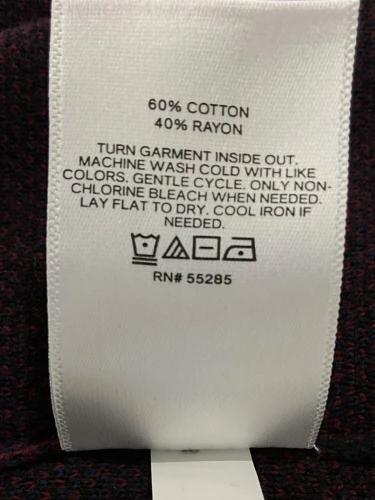 60% COTTON
40% RAYON
TURN GARMENT INSIDE OUT.
MACHINE WASH COLD WITH LIKE
COLORS. GENTLE CYCLE. ONLY NON-
CHLORINE BLEACH WHEN NEEDED.
LAY FLAT TO DRY. COOL IRON IF
NEEDED.
RN# 55285